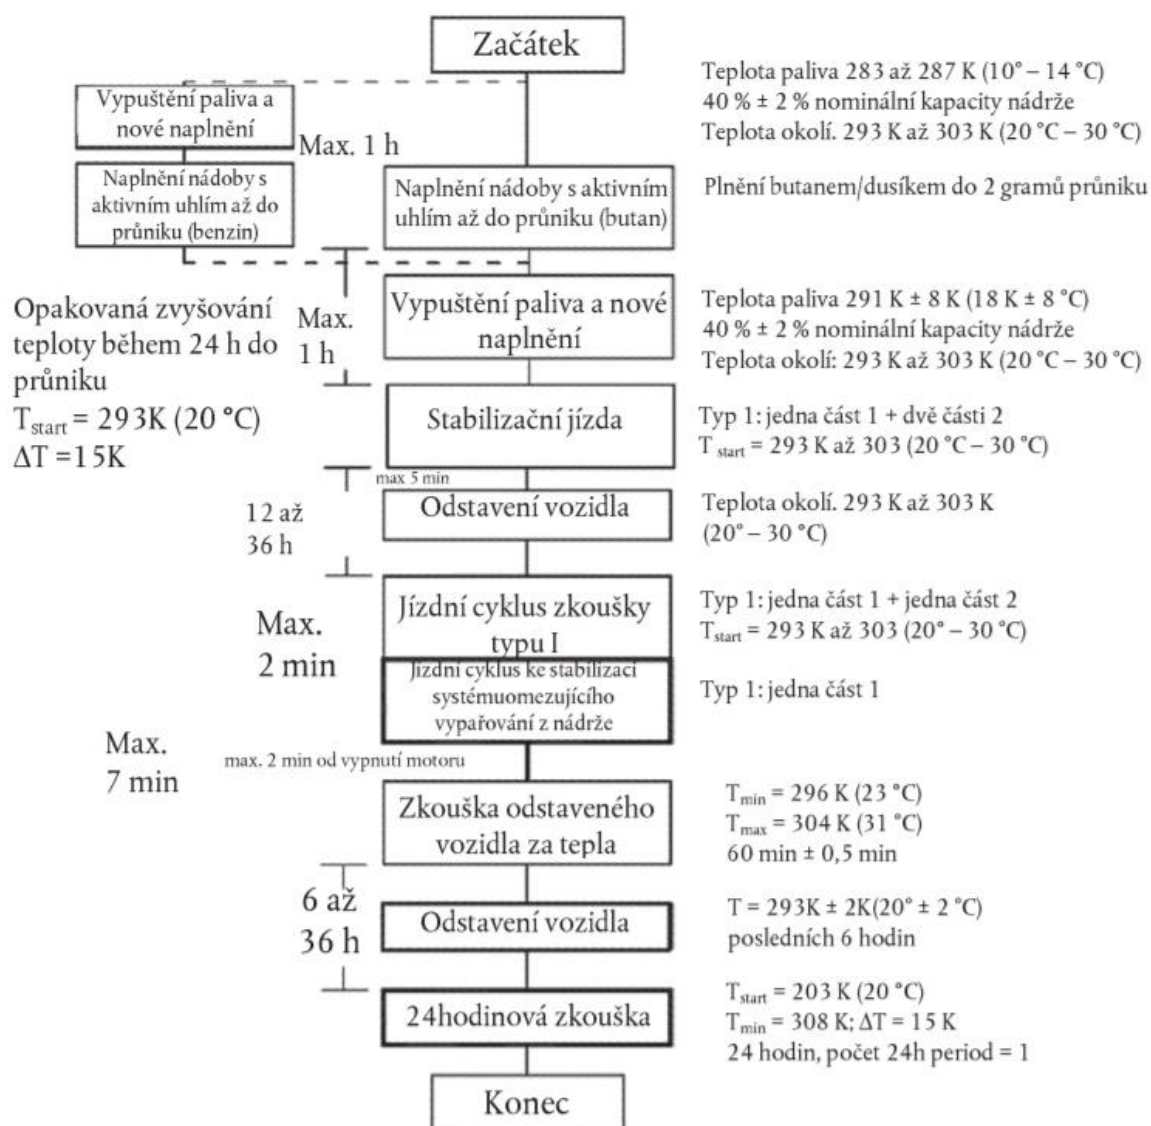 Začátek
Teplota paliva 283 až 287 K (10° – 14 °C)
40 % ± 2 % nominální kapacity nádrže
Teplota okolí. 293 K až 303 K (20 °C – 30 °C)
Vypuštění paliva a
nové naplnění
Max. 1 h
Naplnění nádoby s
aktivním uhlím až do
průniku (benzin)
Naplnění nádoby s aktivním
uhlím až do průniku (butan)
Plnění butanem/dusíkem do 2 gramů průniku
Opakovaná zvyšování
teploty během 24 h do
průniku
T start = 293K (20 °C)
ΔT =15K
Max.
1 h
Vypuštění paliva a nové
naplnění
Teplota paliva 291 K ± 8 K (18 K ± 8 °C)
40 % ± 2 % nominální kapacity nádrže
Teplota okolí: 293 K až 303 K (20 °C – 30 °C)
Stabilizační jízda
Typ 1: jedna část 1 + dvě části 2
T start = 293 K až 303 (20 °C – 30 °C)
max 5 min
12 až
36 h
Odstavení vozidla
Teplota okolí. 293 K až 303 K
(20° – 30 °C)
Jízdní cyklus zkoušky
typu I
Typ 1: jedna část 1 + jedna část 2
T start = 293 K až 303 (20° – 30 °C)
Max.
2 min
Jízdní cyklus ke stabilizaci
systémuomezujícího
vypařování z nádrže
Typ 1: jedna část 1
Max.
7 min
max. 2 min od vypnutí motoru
Zkouška odstaveného
vozidla za tepla
T min = 296 K (23 °C)
T max = 304 K (31 °C)
60 min ± 0,5 min
6 až
36 h
Odstavení vozidla
T = 293K ± 2K(20° ± 2 °C)
posledních 6 hodin
24hodinová zkouška
T start = 203 K (20 °C)
T min = 308 K; ΔT = 15 K
24 hodin, počet 24h period = 1
Konec